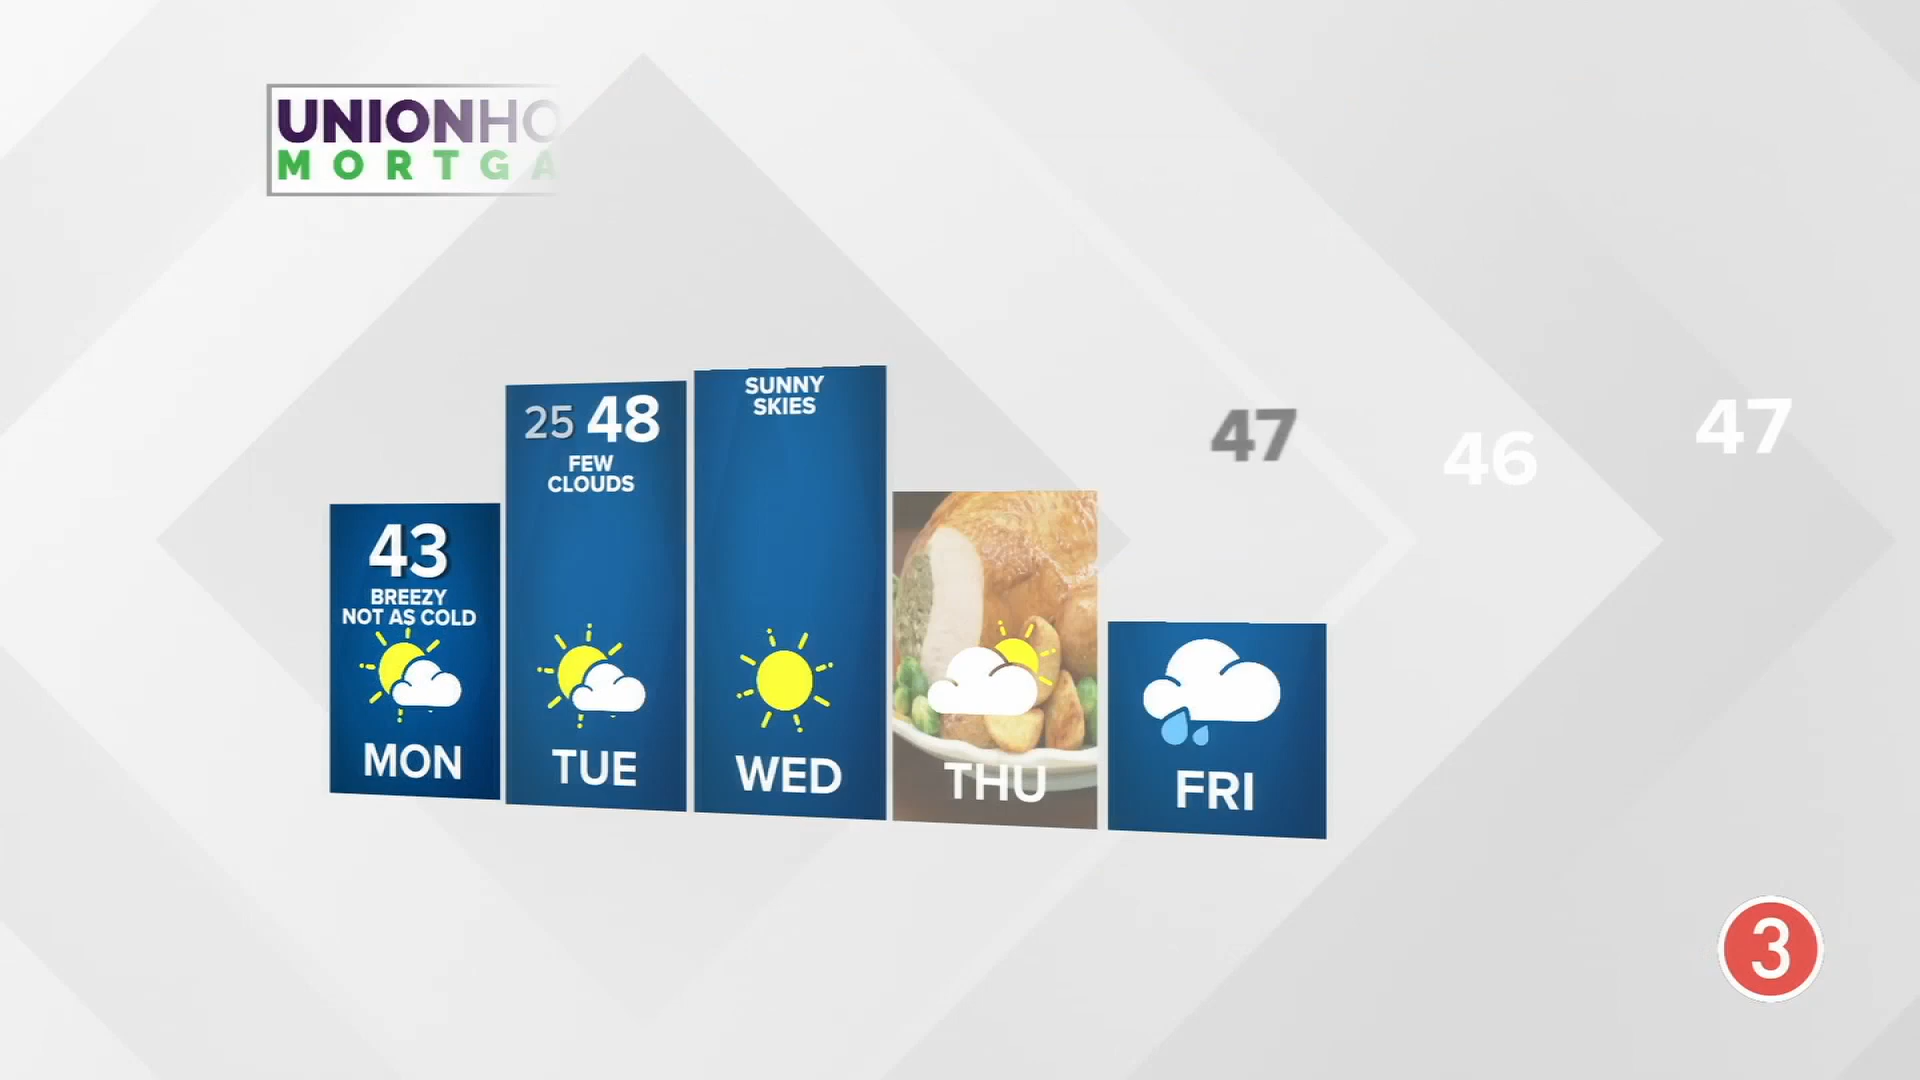 UNIONHO
MORTGA
43
BREEZY
NOT AS COLD
MON
25 48
FEW
CLOUDS
TUE
SUNNY
SKIES
WED
THU
47
FRI
46
47
3